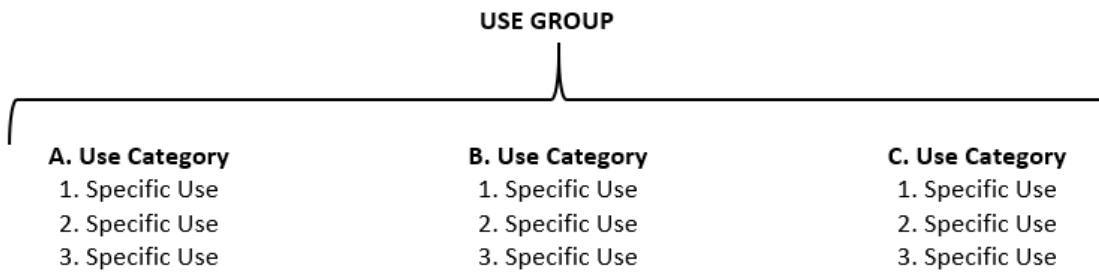 USE GROUP
A. Use Category
1. Specific Use
2. Specific Use
3. Specific Use
B. Use Category
1. Specific Use
2. Specific Use
3. Specific Use
C. Use Category
1. Specific Use
2. Specific Use
3. Specific Use